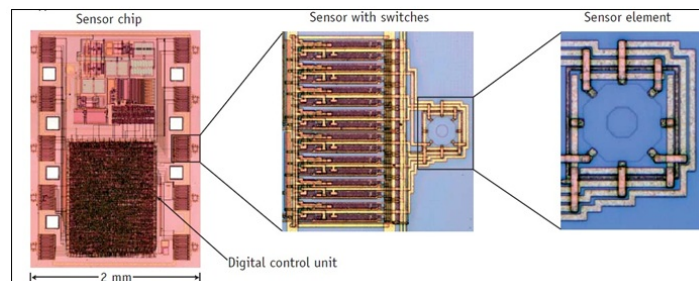 Sensor chip
Sensor with switches
Sensor element
Digital control unit
2 mm